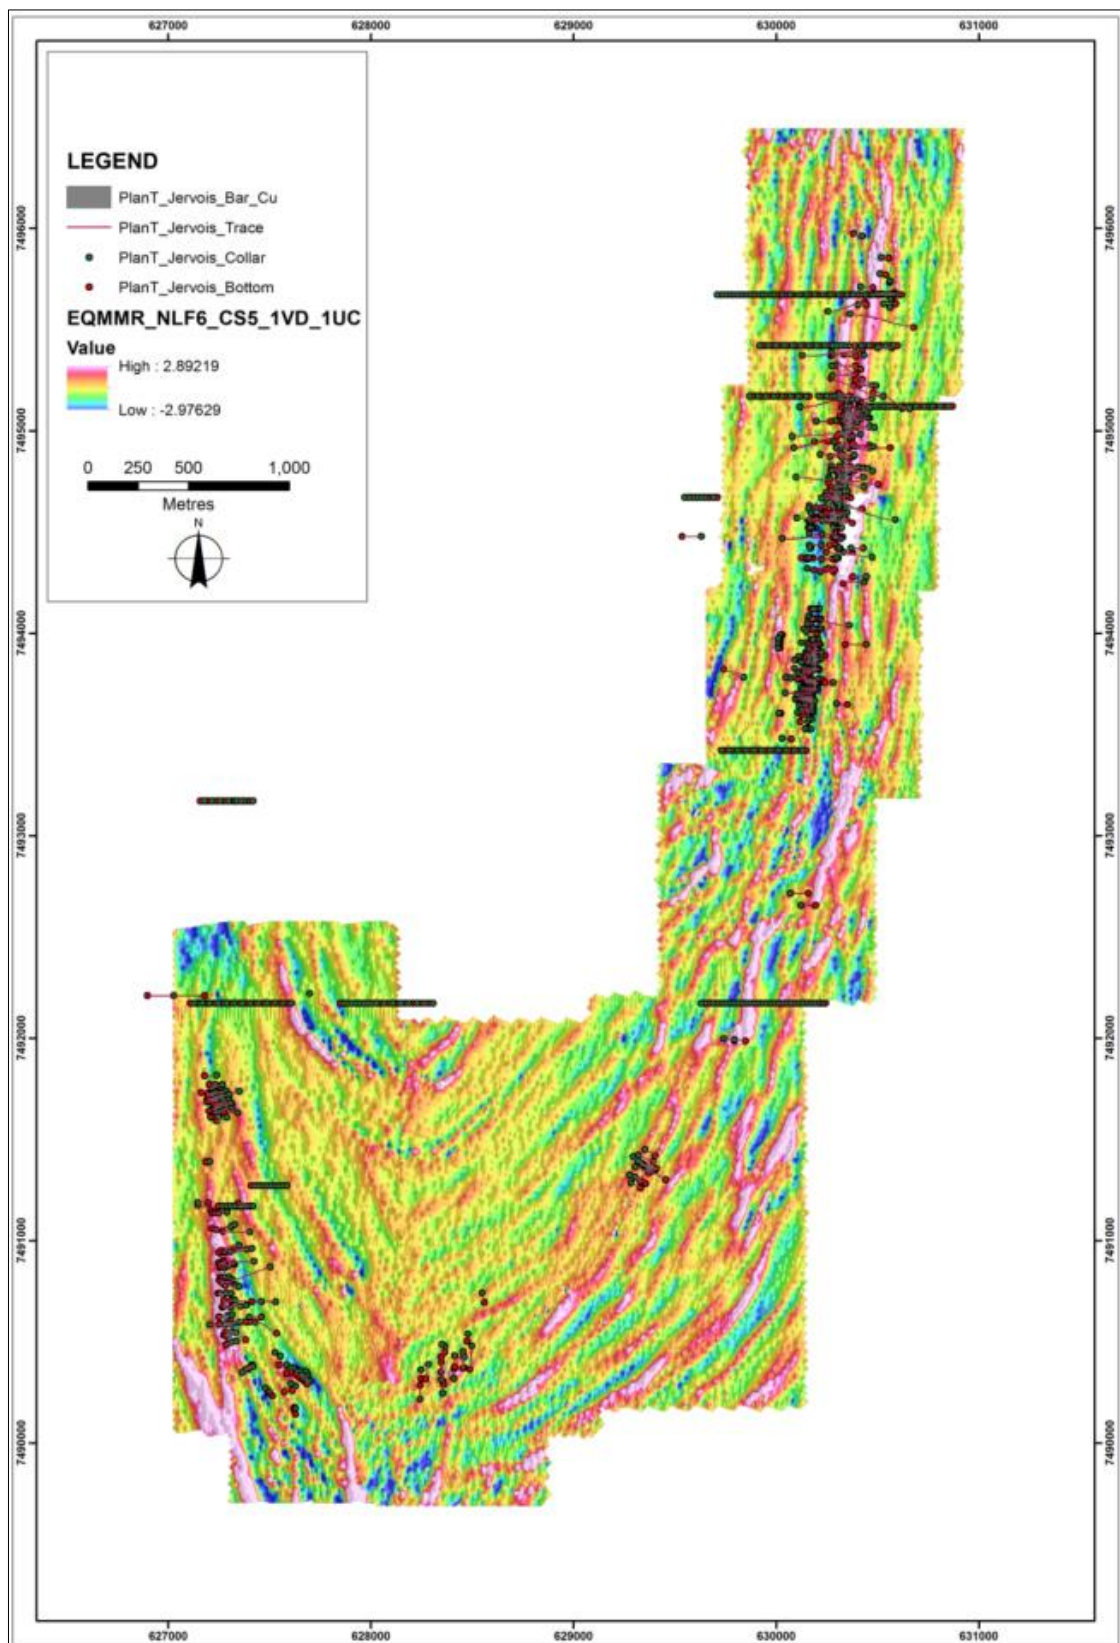 627000 628000 629000 630000 631000
LEGEND
PlanT_Jervois_Bar_Cu
PlanT_Jervois_Trace
PlanT_Jervois_Collar
PlanT_Jervois_Bottom
EQMMR_NLF6_CS5_1VD_1UC
Value
High : 2.89219
Low : -2.97629
0 250 500 1,000
Metres
N
7496000 7496000
7495000 7495000
7494000 7494000
7493000 7493000
7492000 7492000
7491000 7491000
7490000 7490000
627000 628000 629000 630000 631000